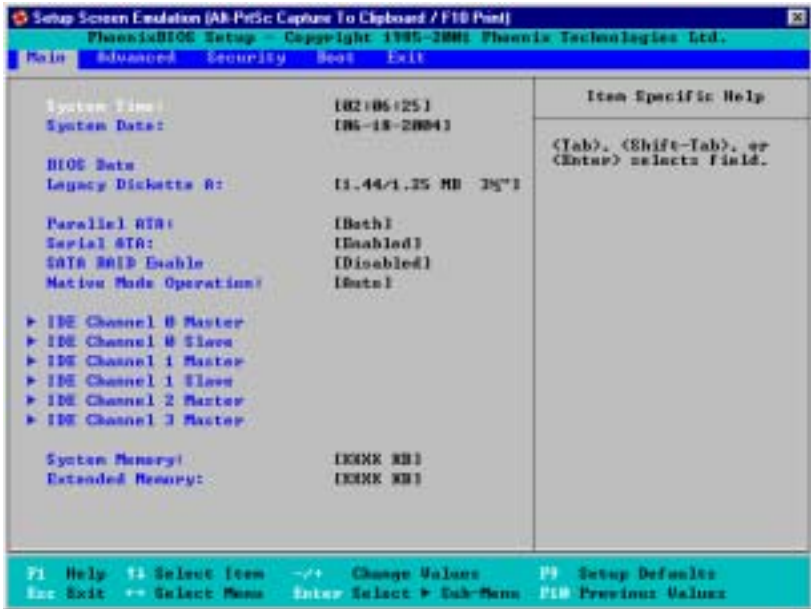 Setup Screen Emulation (Alt-PrtSc Capture To Clipboard / F10 Print)
PhoenixBIOS Setup - Copyright 1985-2001 Phoenix Technologies Ltd.
Main Advanced Security Boot Exit
System Time: [02:06:25]
System Date: [06-18-2004]
BIOS Date
Legacy Diskette A: [1.44/1.25 MB 3½"]
Parallel ATA: [Both]
Serial ATA: [Enabled]
SATA RAID Enable [Disabled]
Native Mode Operation: [Auto]
▶ IDE Channel 0 Master
▶ IDE Channel 0 Slave
▶ IDE Channel 1 Master
▶ IDE Channel 1 Slave
▶ IDE Channel 2 Master
▶ IDE Channel 3 Master
System Memory: [XXXX KB]
Extended Memory: [XXXX KB]
Item Specific Help
<Tab>, <Shift-Tab>, or
<Enter> selects field.
F1 Help ↑↓ Select Item -/+ Change Values F9 Setup Defaults
Esc Exit ↔ Select Menu Enter Select ▶ Sub-Menu F10 Previous Values